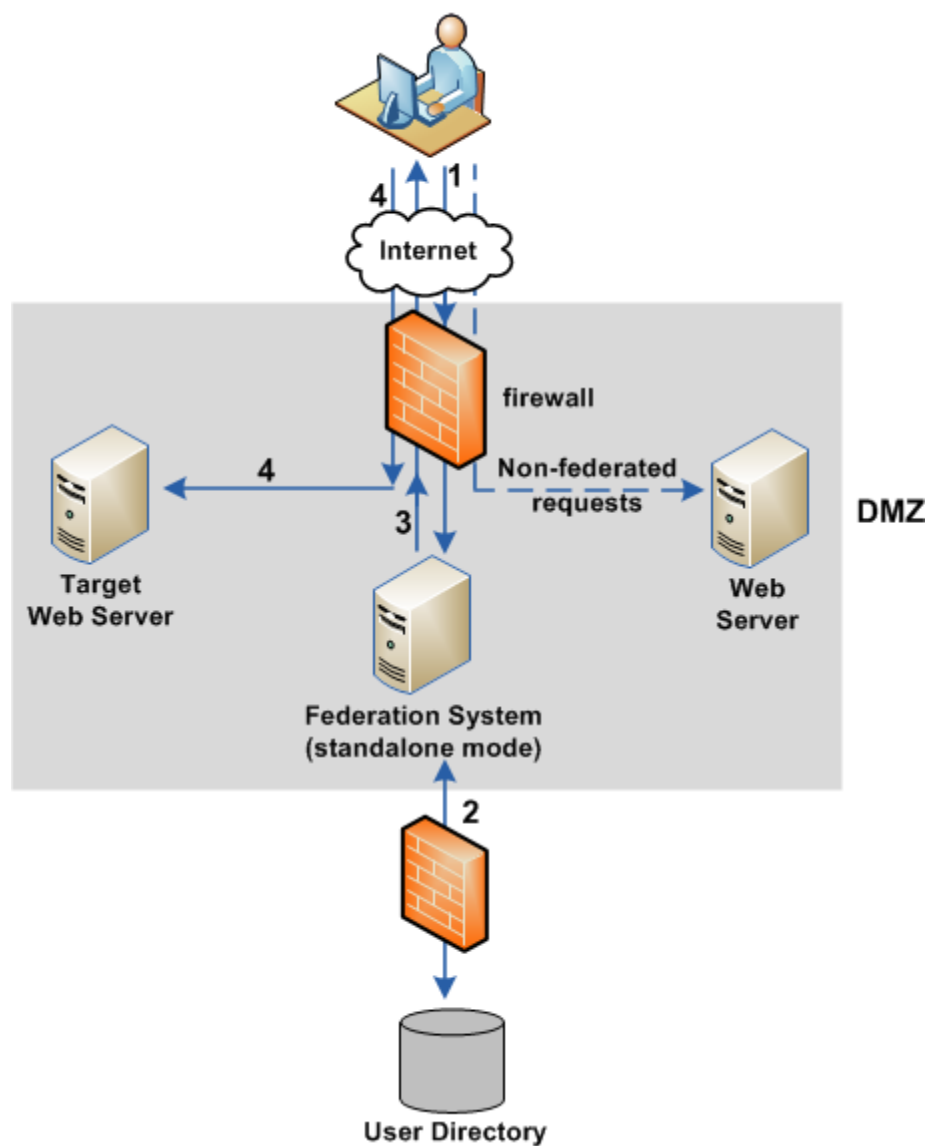 1
4
Internet
firewall
Non-federated
requests
4
3
DMZ
Target
Web Server
Web
Server
Federation System
(standalone mode)
2
User Directory